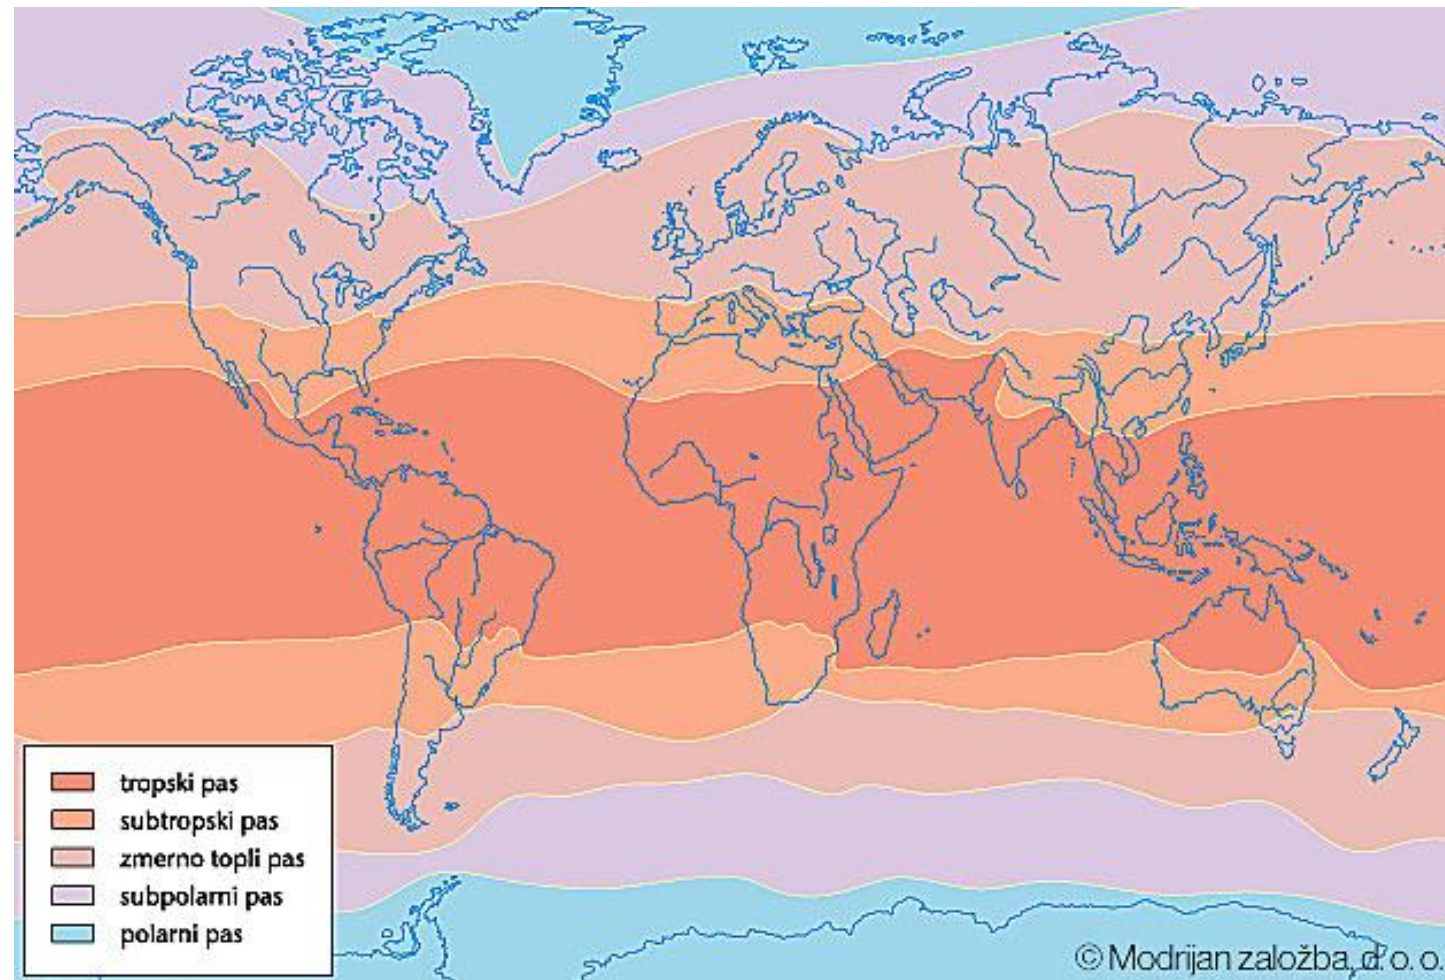 tropski pas
subtropski pas
zmerno topli pas
subpolarni pas
polarni pas
© Modrijan založba, d. o. o.